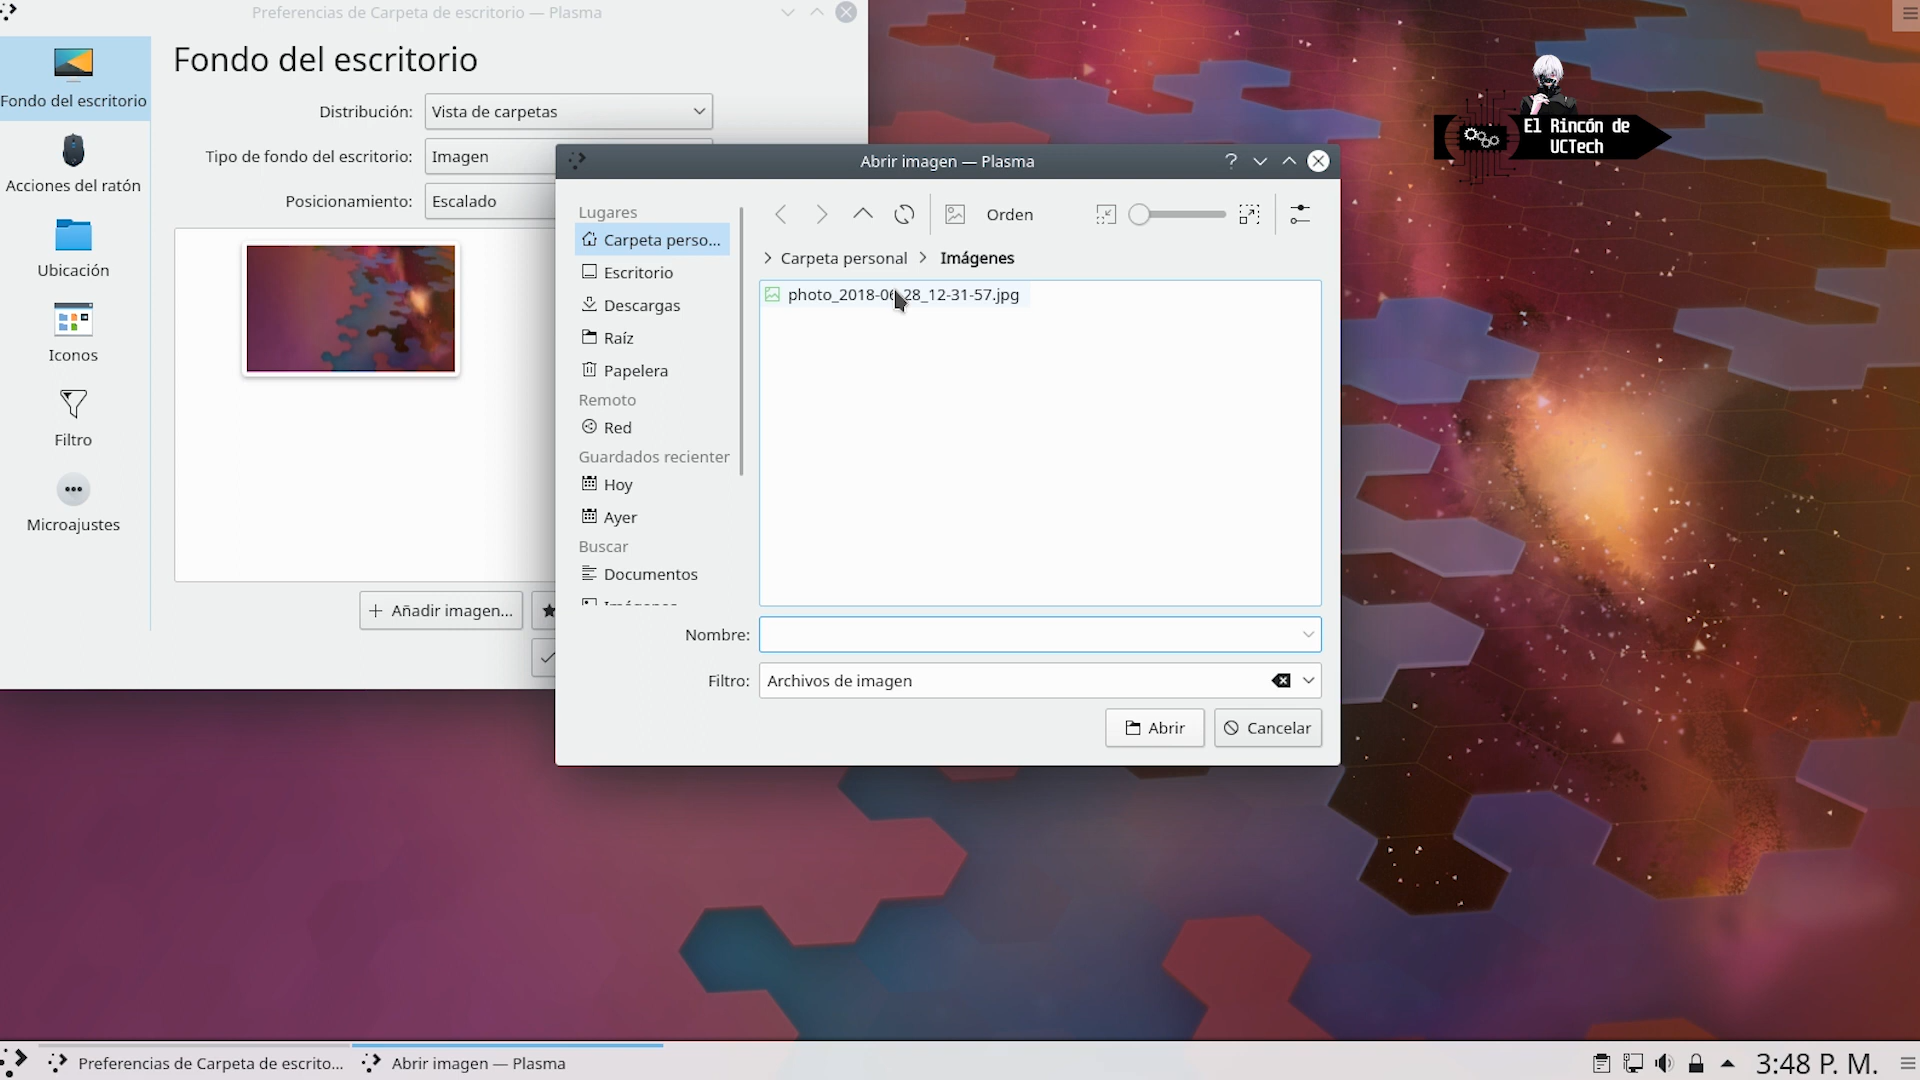 Preferencias de Carpeta de escritorio — Plasma
Fondo del escritorio
Fondo del escritorio
Acciones del ratón
Ubicación
Iconos
Filtro
Microajustes
Distribución:
Vista de carpetas
Tipo de fondo del escritorio:
Imagen
Posicionamiento:
Escalado
Añadir imagen...
Abrir imagen — Plasma
Lugares
Carpeta perso...
Escritorio
Descargas
Raíz
Papelera
Remoto
Red
Guardados recienter
Hoy
Ayer
Buscar
Documentos
Orden
Carpeta personal
Imágenes
photo_2018-06-28_12-31-57.jpg
Nombre:
Filtro:
Archivos de imagen
Abrir
Cancelar
El Rincón de
UCTech
Preferencias de Carpeta de escrito...
Abrir imagen — Plasma
3:48 P. M.